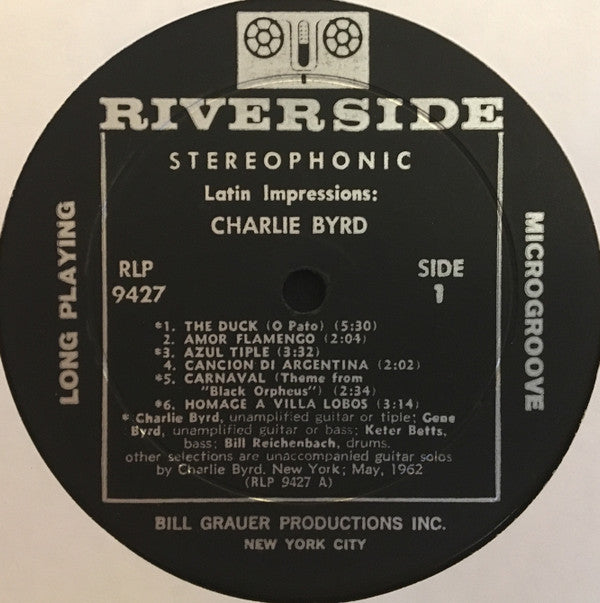 RIVERSIDE
STEREOPHONIC
Latin Impressions:
CHARLIE BYRD
RLP
9427
SIDE
1
LONG PLAYING
MICROGROOVE
*1. THE DUCK (O Pato) (5:30)
2. AMOR FLAMENGO (2:04)
*3. AZUL TIPLE (3:32)
4. CANCION DI ARGENTINA (2:02)
*5. CARNAVAL (Theme from
"Black Orpheus") (2:34)
*6. HOMAGE A VILLA LOBOS (3:14)
* Charlie Byrd, unamplified guitar or tiple; Gene
Byrd, unamplified guitar or bass; Keter Betts,
bass; Bill Reichenbach, drums.
other selections are unaccompanied guitar solos
by Charlie Byrd. New York; May, 1962
(RLP 9427 A)
BILL GRAUER PRODUCTIONS INC.
NEW YORK CITY